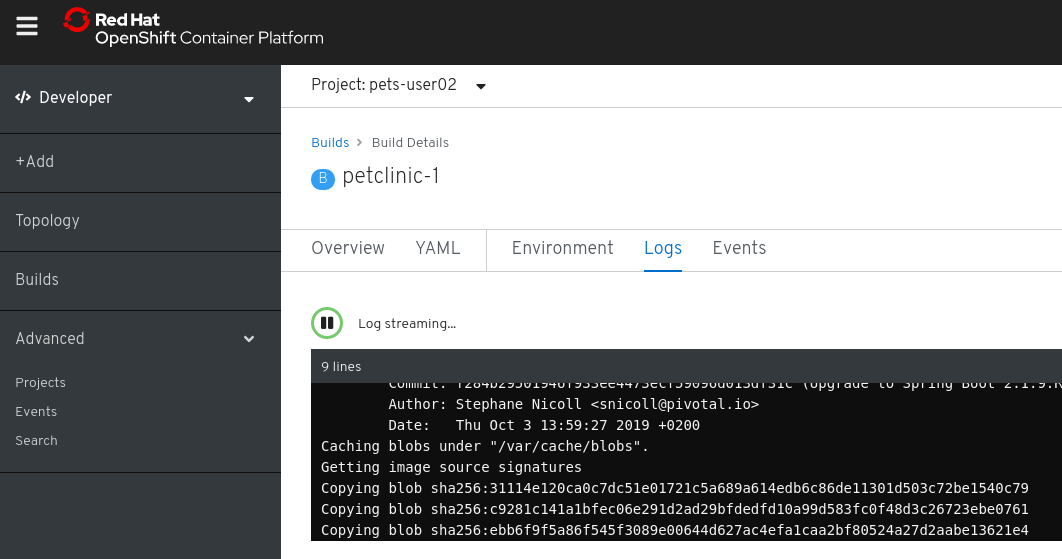 Red Hat
OpenShift Container Platform
Developer
+Add
Topology
Builds
Advanced
Projects
Events
Search
Project: pets-user02
Builds > Build Details
B petclinic-1
Overview YAML Environment Logs Events
Log streaming...
9 lines
Author: Stephane Nicoll <snicoll@pivotal.io>
Date: Thu Oct 3 13:59:27 2019 +0200
Caching blobs under "/var/cache/blobs".
Getting image source signatures
Copying blob sha256:31114e120ca0c7dc51e01721c5a689a614edb6c86de11301d503c72be1540c79
Copying blob sha256:c9281c141a1bfec06e291d2ad29bfdedfd10a99d583fc0f48d3c26723ebe0761
Copying blob sha256:ebb6f9f5a86f545f3089e00644d627ac4efa1caa2bf80524a27d2aabe13621e4